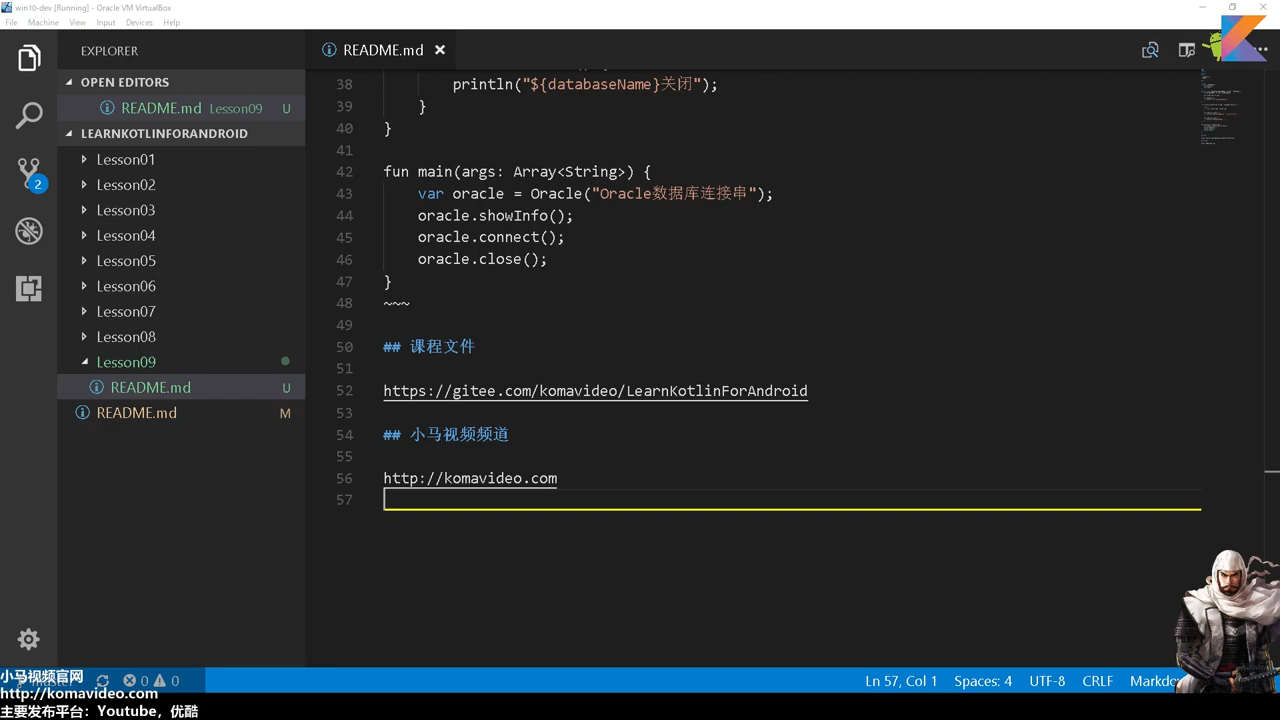 win10-dev [Running] - Oracle VM VirtualBox
File Machine View Input Devices Help
EXPLORER
README.md
OPEN EDITORS
README.md Lesson09 U
LEARNKOTLINFORANDROID
Lesson01
Lesson02
Lesson03
Lesson04
Lesson05
Lesson06
Lesson07
Lesson08
Lesson09
README.md U
README.md M
2
38 println("${databaseName}关闭");
39 }
40 }
41
42 fun main(args: Array<String>) {
43 var oracle = Oracle("Oracle数据库连接串");
44 oracle.showInfo();
45 oracle.connect();
46 oracle.close();
47 }
48 ~~~
49
50 ## 课程文件
51
52 https://gitee.com/komavideo/LearnKotlinForAndroid
53
54 ## 小马视频频道
55
56 http://komavideo.com
57
0 0 Ln 57, Col 1 Spaces: 4 UTF-8 CRLF
小马视频官网
http://komavideo.com
主要发布平台：Youtube，优酷